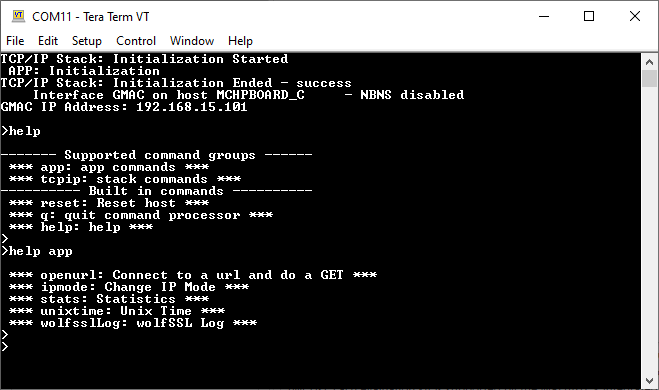 COM11 - Tera Term VT
File Edit Setup Control Window Help
TCP/IP Stack: Initialization Started
APP: Initialization
TCP/IP Stack: Initialization Ended - success
Interface GMAC on host MCHPBOARD_C - NBNS disabled
GMAC IP Address: 192.168.15.101
>help
------- Supported command groups ------
*** app: app commands ***
*** tcpip: stack commands ***
---------- Built in commands ----------
*** reset: Reset host ***
*** q: quit command processor ***
*** help: help ***
>
>help app
*** openurl: Connect to a url and do a GET ***
*** ipmode: Change IP Mode ***
*** stats: Statistics ***
*** unixtime: Unix Time ***
*** wolfsslLog: wolfSSL Log ***
>
>